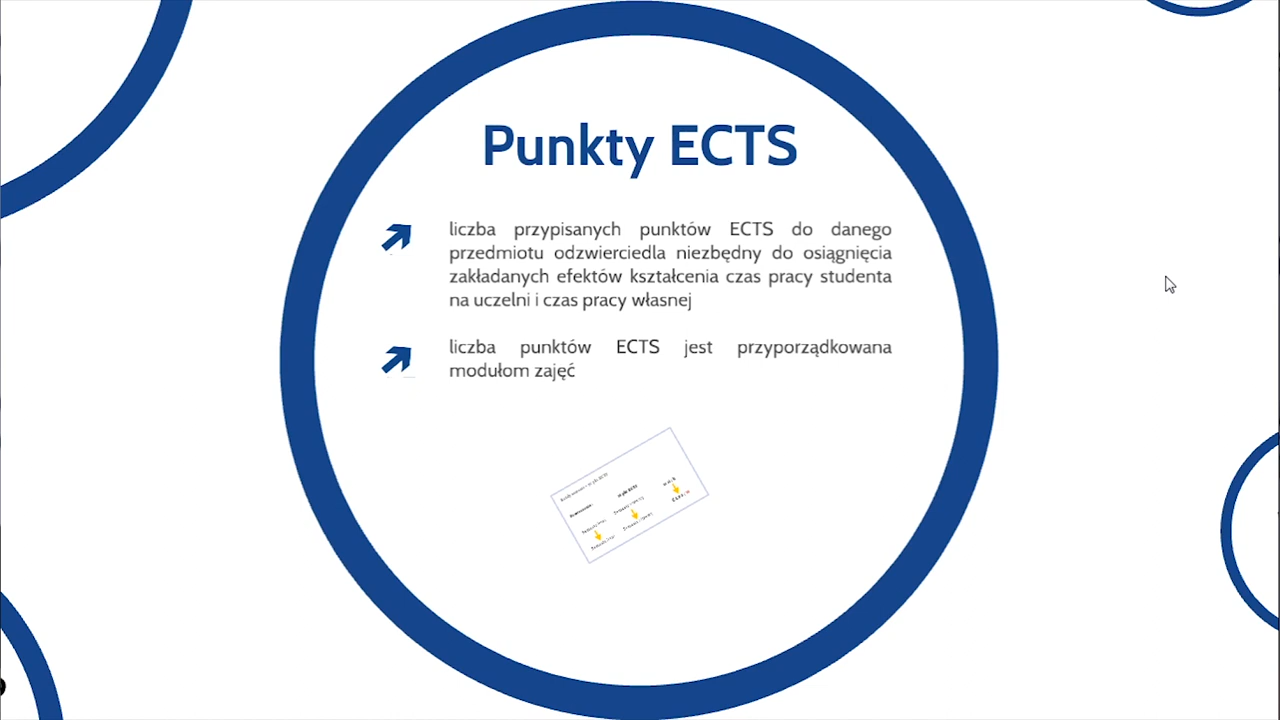 Punkty ECTS
liczba przypisanych punktów ECTS do danego
przedmiotu odzwierciedla niezbędny do osiągnięcia
zakładanych efektów kształcenia czas pracy studenta
na uczelni i czas pracy własnej
liczba punktów ECTS jest przyporządkowana
modułom zajęć